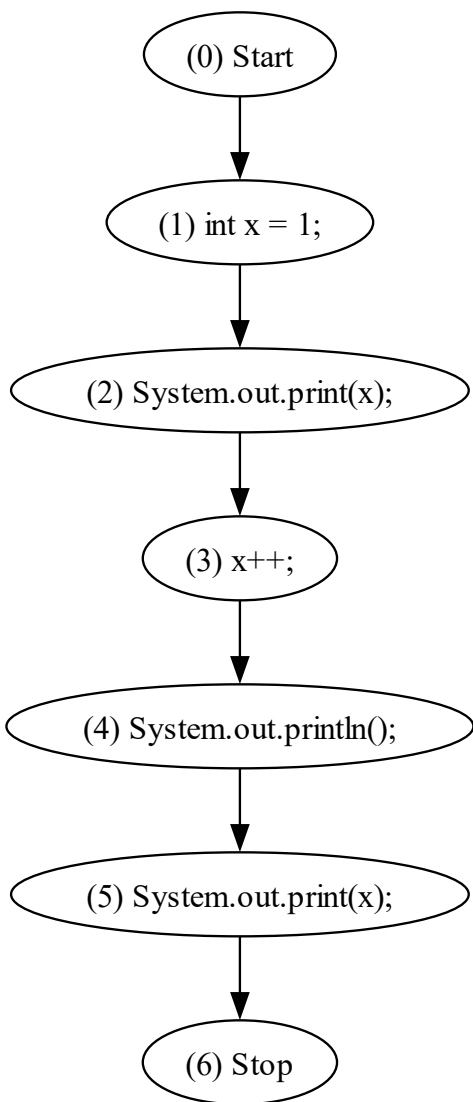 (0) Start
(1) int x = 1;
(2) System.out.print(x);
(3) x++;
(4) System.out.println();
(5) System.out.print(x);
(6) Stop